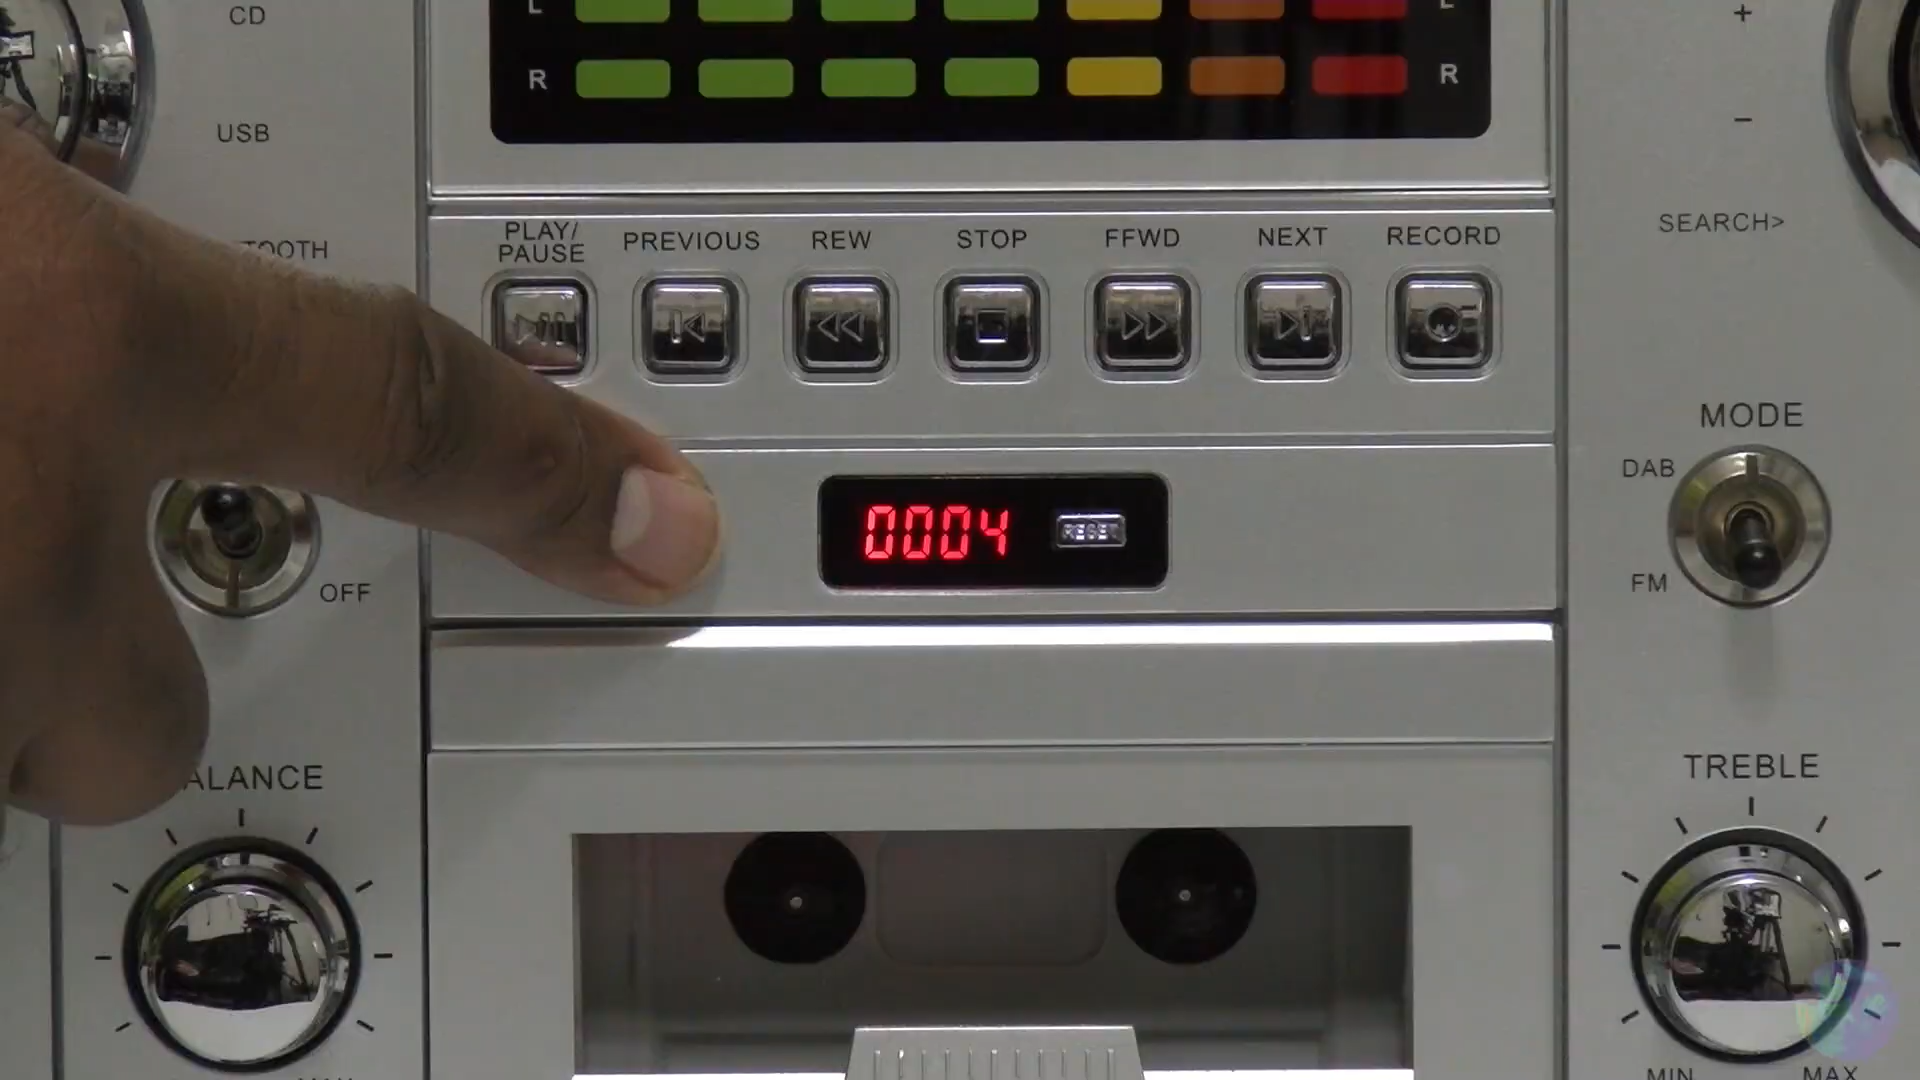 CD
L
L
+
R
R
USB
−
PLAY/
PAUSE
PREVIOUS
REW
STOP
FFWD
NEXT
RECORD
SEARCH>
TOOTH
MODE
DAB
FM
0004
RESET
OFF
ALANCE
TREBLE
MIN
MAX